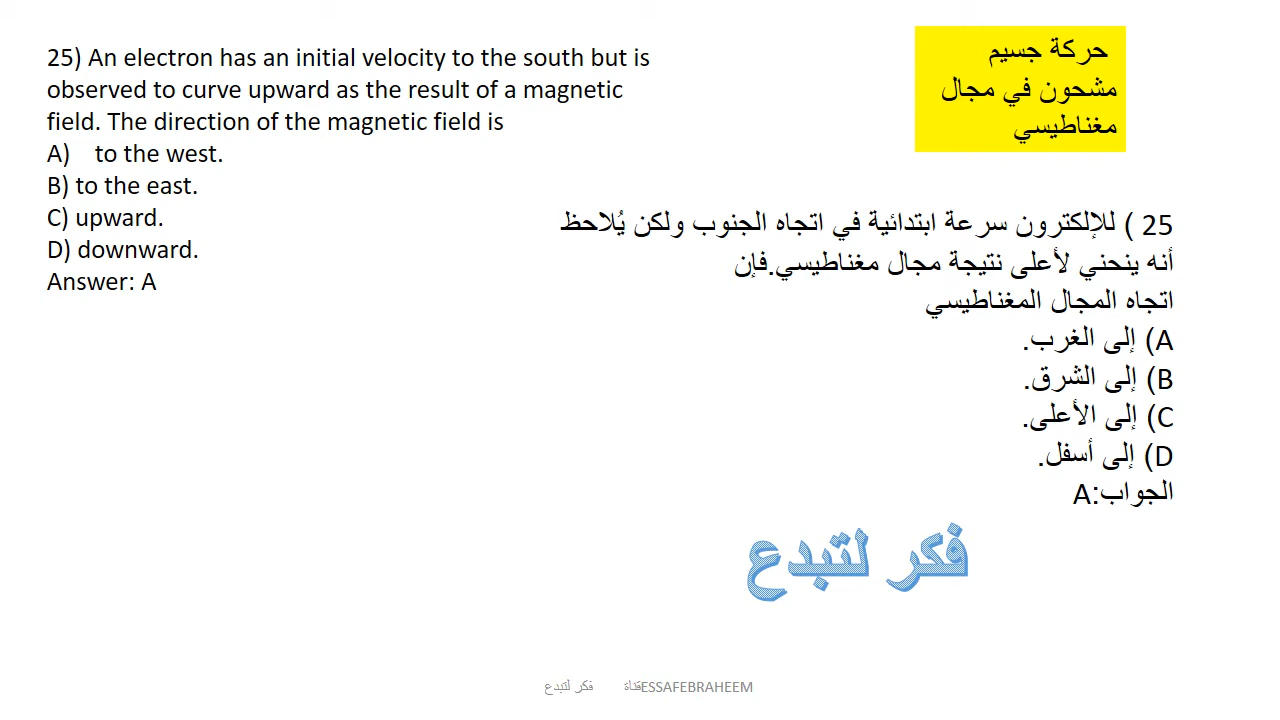 25) An electron has an initial velocity to the south but is
observed to curve upward as the result of a magnetic
field. The direction of the magnetic field is
A) to the west.
B) to the east.
C) upward.
D) downward.
Answer: A
حركة جسيم
مشحون في مجال
مغناطيسي
25 ) للإلكترون سرعة ابتدائية في اتجاه الجنوب ولكن يُلاحظ
أنه ينحني لأعلى نتيجة مجال مغناطيسي.فإن
اتجاه المجال المغناطيسي
A) إلى الغرب.
B) إلى الشرق.
C) إلى الأعلى.
D) إلى أسفل.
الجواب:A
فكر لتبدع
ESSAFEBRAHEEMقناة فكر لتبدع